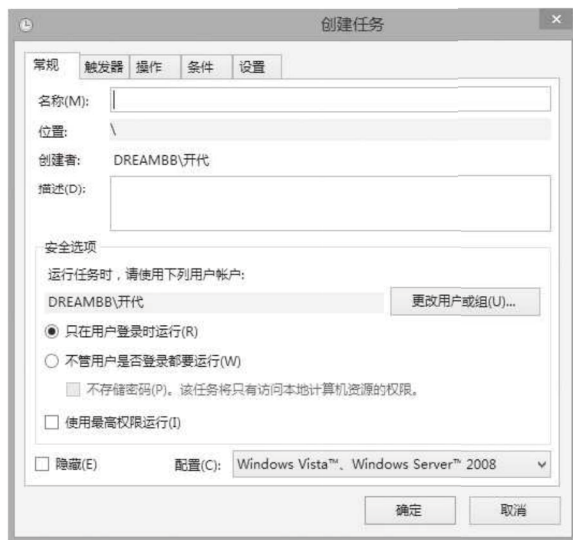 创建任务
常规 触发器 操作 条件 设置
名称(M):
位置: \
创建者: DREAMBB\开代
描述(D):
安全选项
运行任务时，请使用下列用户帐户:
DREAMBB\开代 更改用户或组(U)...
只在用户登录时运行(R)
不管用户是否登录都要运行(W)
不存储密码(P)。该任务将只有访问本地计算机资源的权限。
使用最高权限运行(I)
隐藏(E) 配置(C): Windows Vista™、Windows Server™ 2008
确定 取消